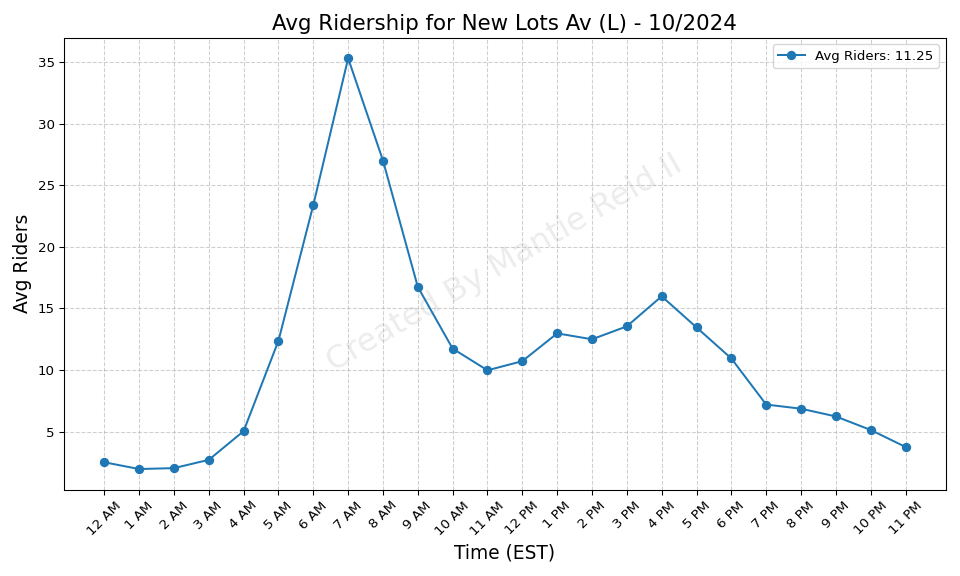 Avg Ridership for New Lots Av (L) - 10/2024
Avg Riders: 11.25
Avg Riders
35
30
25
20
15
10
5
Created By Mantle Reid II
12 AM
1 AM
2 AM
3 AM
4 AM
5 AM
6 AM
7 AM
8 AM
9 AM
10 AM
11 AM
12 PM
1 PM
2 PM
3 PM
4 PM
5 PM
6 PM
7 PM
8 PM
9 PM
10 PM
11 PM
Time (EST)